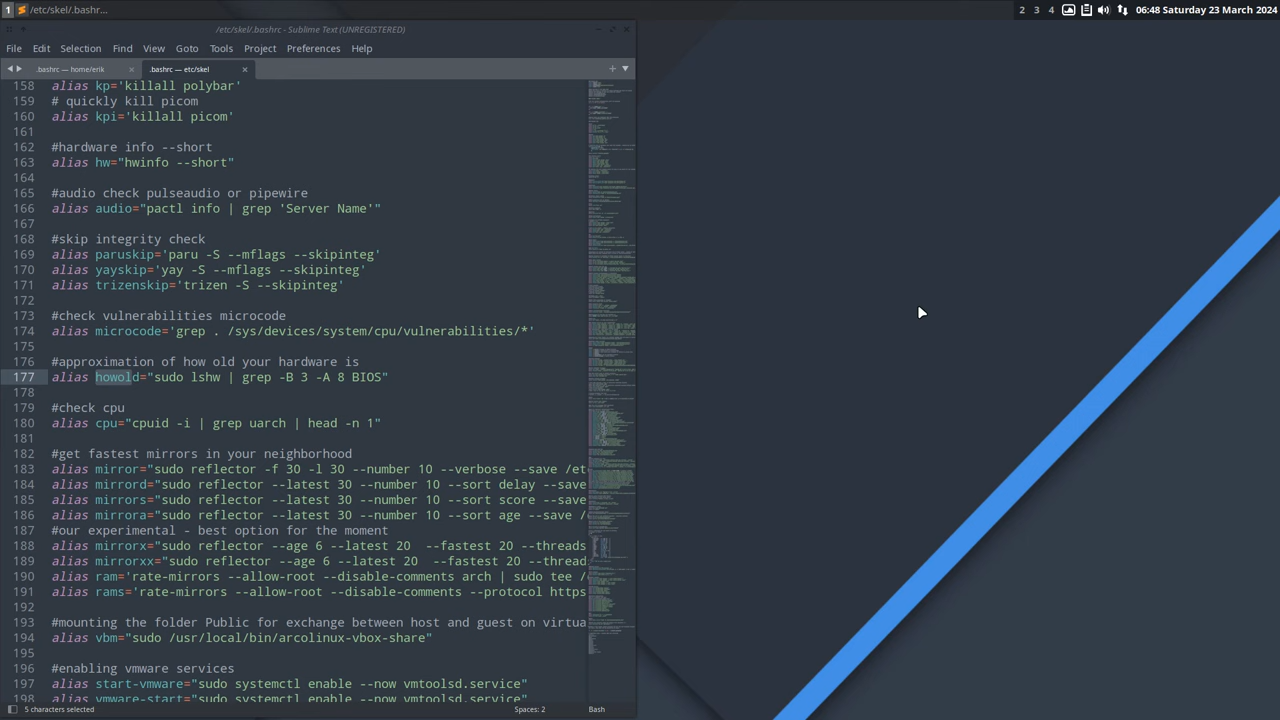 1 /etc/skel/.bashr...
2 3 4 06:48 Saturday 23 March 2024
/etc/skel/.bashrc - Sublime Text (UNREGISTERED)
File Edit Selection Find View Goto Tools Project Preferences Help
.bashrc — home/erik .bashrc — etc/skel
158 alias kp='killall polybar'
159 # quickly kill picom
160 alias kpi='killall picom'
161
162 #hardware info --short
163 alias hw="hwinfo --short"
164
165 #audio check pulseaudio or pipewire
166 alias audio="pactl info | grep 'Server Name'"
167
168 #skip integrity check
169 alias paruskip='paru -S --mflags --skipinteg'
170 alias yayskip='yay -S --mflags --skipinteg'
171 alias trizenskip='trizen -S --skipinteg'
172
173 #check vulnerabilities microcode
174 alias microcode='grep . /sys/devices/system/cpu/vulnerabilities/*'
175
176 #approximation of how old your hardware is
177 alias howold="sudo lshw | grep -B 3 -A 8 BIOS"
178
179 #check cpu
180 alias cpu="cpuid -i | grep uarch | head -n 1"
181
182 #get fastest mirrors in your neighborhood
183 alias mirror="sudo reflector -f 30 -l 30 --number 10 --verbose --save /et
184 alias mirrord="sudo reflector --latest 30 --number 10 --sort delay --save
185 alias mirrors="sudo reflector --latest 30 --number 10 --sort score --save
186 alias mirrora="sudo reflector --latest 30 --number 10 --sort age --save /
187 #our experimental - best option for the moment
188 alias mirrorx="sudo reflector --age 6 --latest 20  --fastest 20 --threads
189 alias mirrorxx="sudo reflector --age 6 --latest 20  --fastest 20 --thread
190 alias ram='rate-mirrors --allow-root --disable-comments arch | sudo tee /
191 alias rams='rate-mirrors --allow-root --disable-comments --protocol https
192
193 #mounting the folder Public for exchange between host and guest on virtua
194 alias vbm="sudo /usr/local/bin/arcolinux-vbox-share"
195
196 #enabling vmware services
197 alias start-vmware="sudo systemctl enable --now vmtoolsd.service"
198 alias vmware-start="sudo systemctl enable --now vmtoolsd.service"
5 characters selected Spaces: 2 Bash